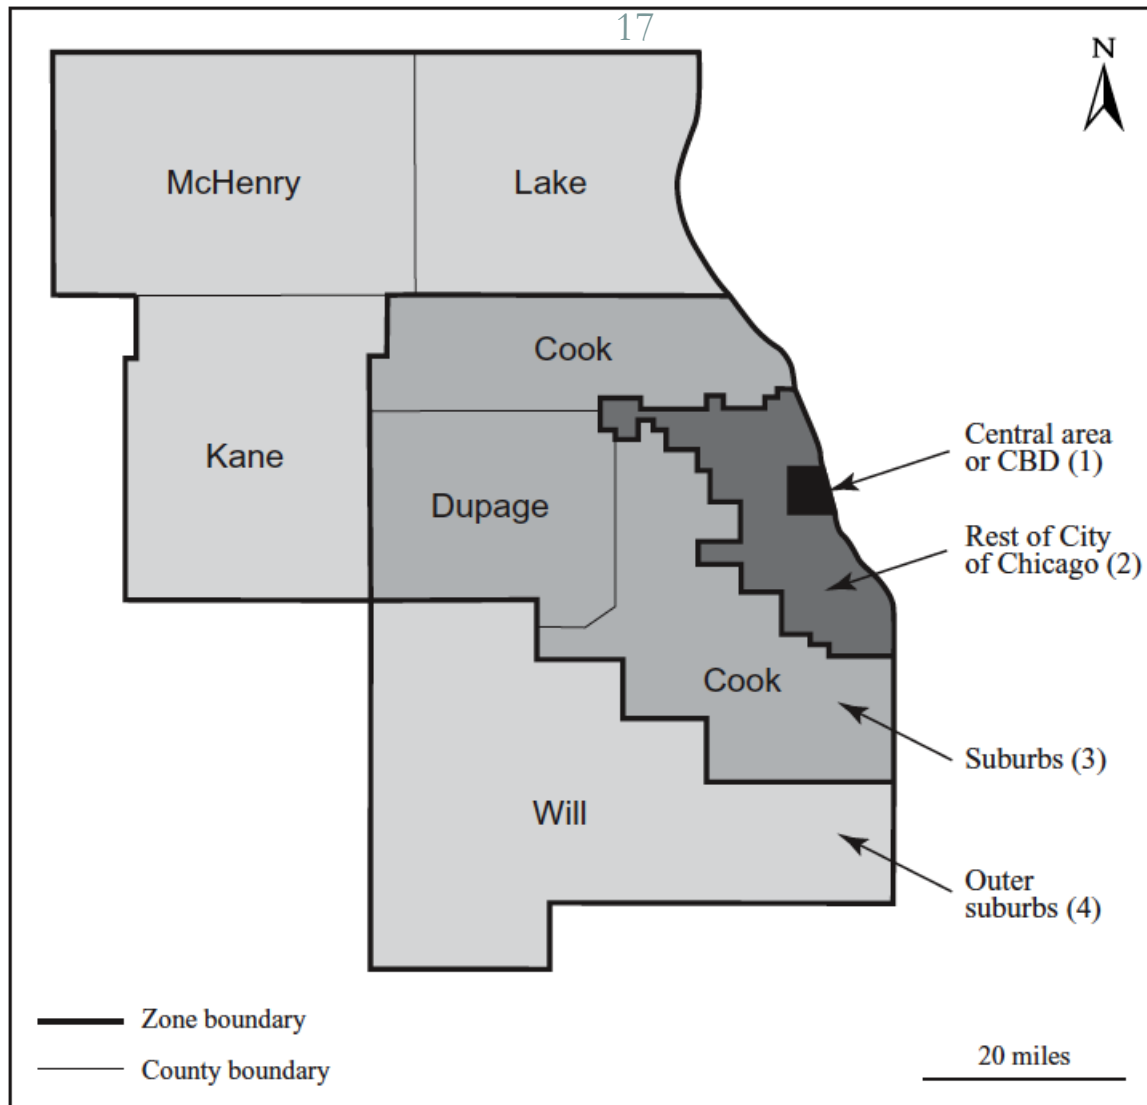 17
N
McHenry
Lake
Cook
Kane
Dupage
Central area
or CBD (1)
Rest of City
of Chicago (2)
Cook
Suburbs (3)
Will
Outer
suburbs (4)
Zone boundary
County boundary
20 miles